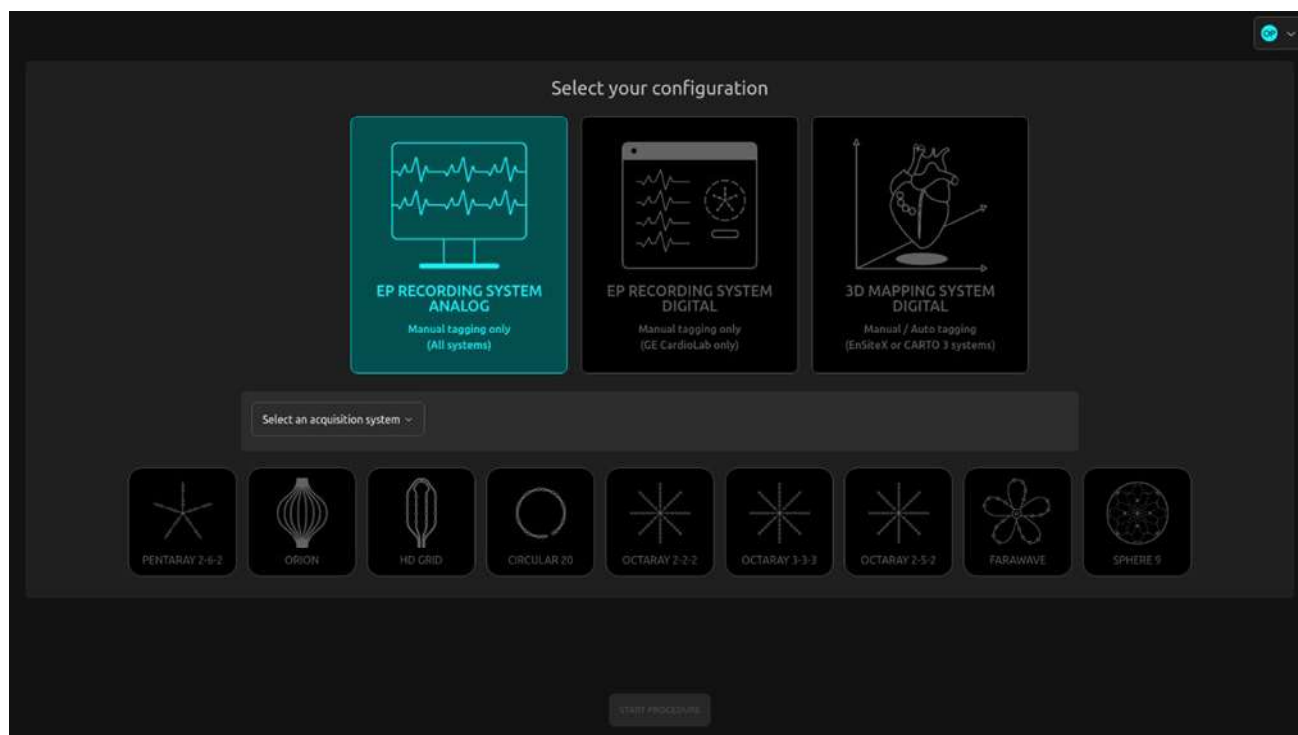 OP
Select your configuration
EP RECORDING SYSTEM
ANALOG
Manual tagging only
(All systems)
EP RECORDING SYSTEM
DIGITAL
Manual tagging only
(GE CardioLab only)
3D MAPPING SYSTEM
DIGITAL
Manual / Auto tagging
(EnSiteX or CARTO 3 systems)
Select an acquisition system
PENTARAY 2-6-2
ORION
HD GRID
CIRCULAR 20
OCTARAY 2-2-2
OCTARAY 3-3-3
OCTARAY 2-5-2
FARAWAVE
SPHERE 9
START PROCEDURE